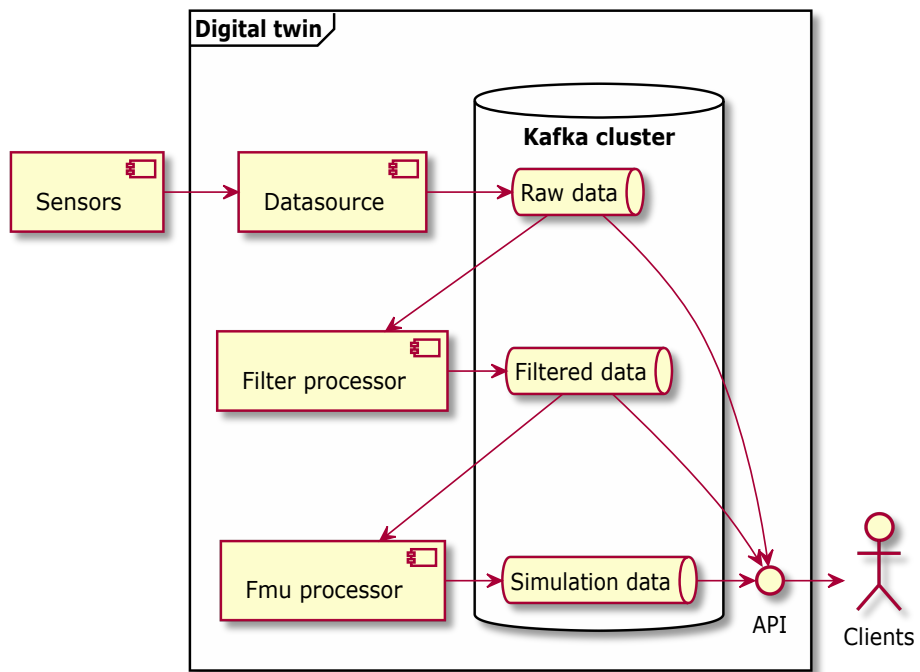 Digital twin
Kafka cluster
Sensors
Datasource
Raw data
Filter processor
Filtered data
Fmu processor
Simulation data
API
Clients